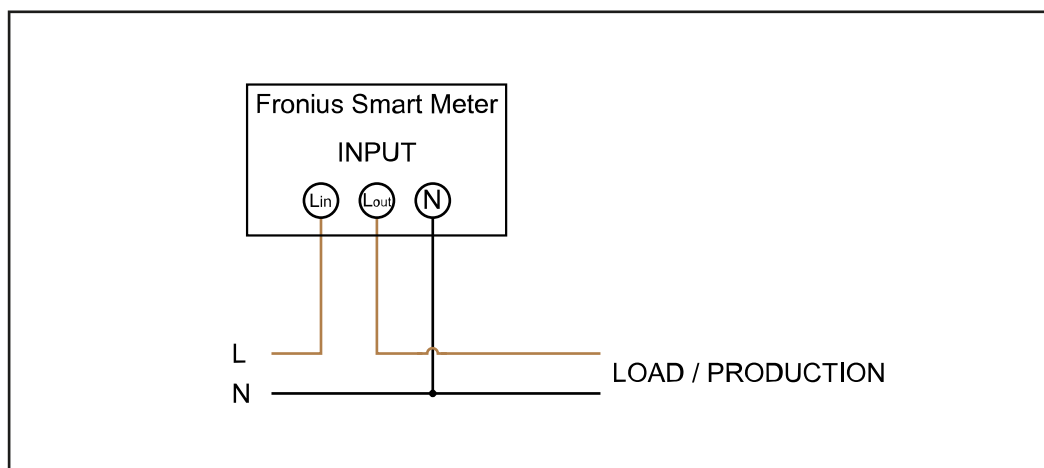 Fronius Smart Meter
INPUT
Lin Lout N
L
LOAD / PRODUCTION
N